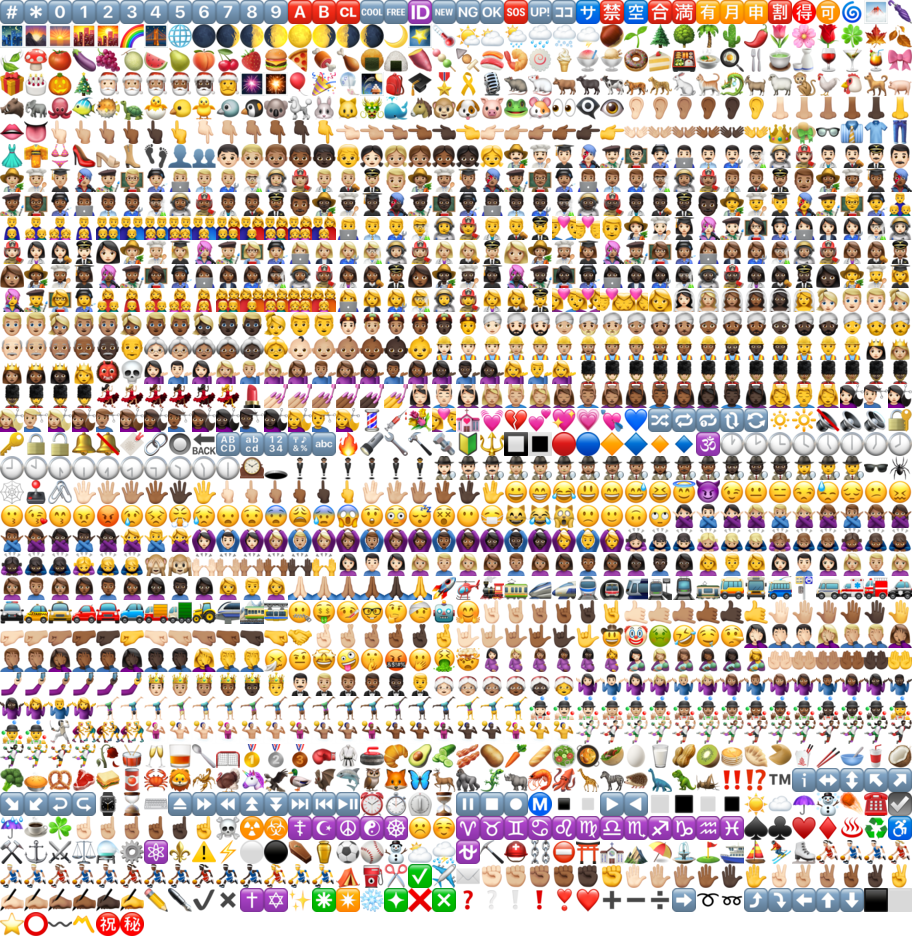 # * 0 1 2 3 4 5 6 7 8 9 A B CL COOL FREE ID NEW NG OK SOS UP! ココ サ 禁 空 合 満 有 月 申 割 得 可
BACK ABCD abcd 1234 abc
!! !? TM i
M
? ? ! !
祝 秘